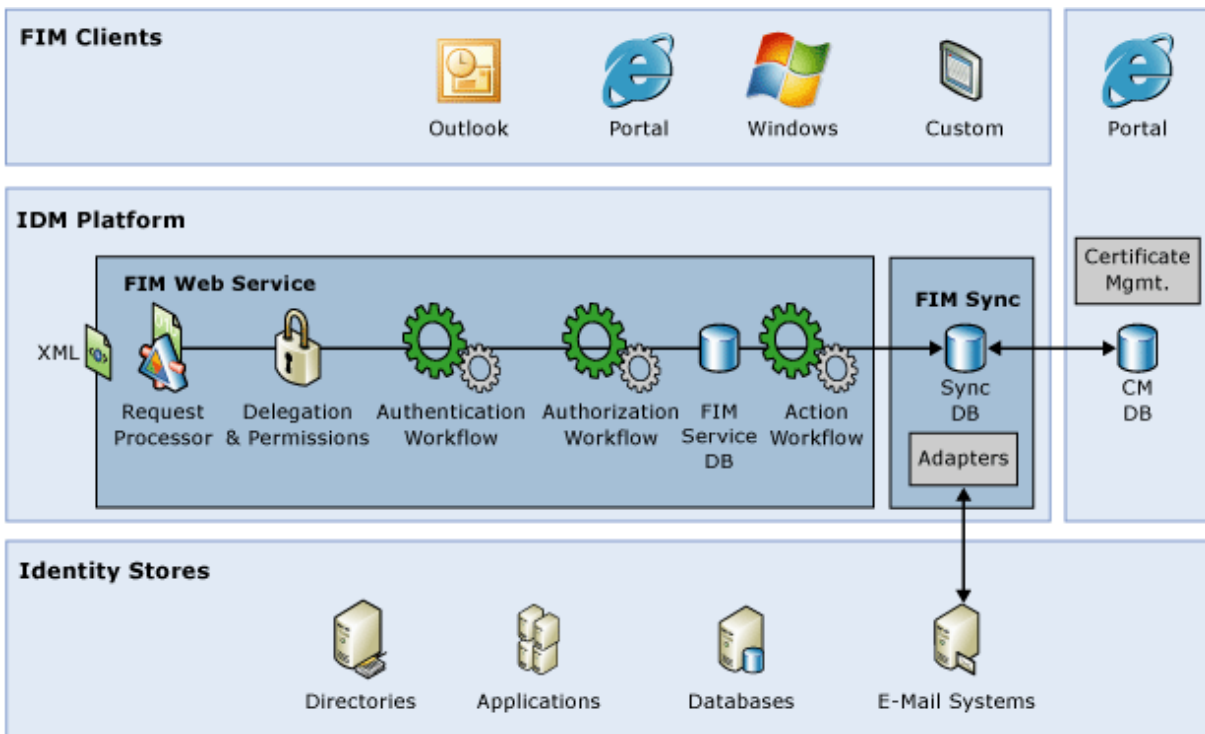 FIM Clients
Outlook
Portal
Windows
Custom
Portal
IDM Platform
FIM Web Service
XML
Request
Processor
Delegation
& Permissions
Authentication
Workflow
Authorization
Workflow
FIM
Service
DB
Action
Workflow
FIM Sync
Sync
DB
Adapters
Certificate
Mgmt.
CM
DB
Identity Stores
Directories
Applications
Databases
E-Mail Systems